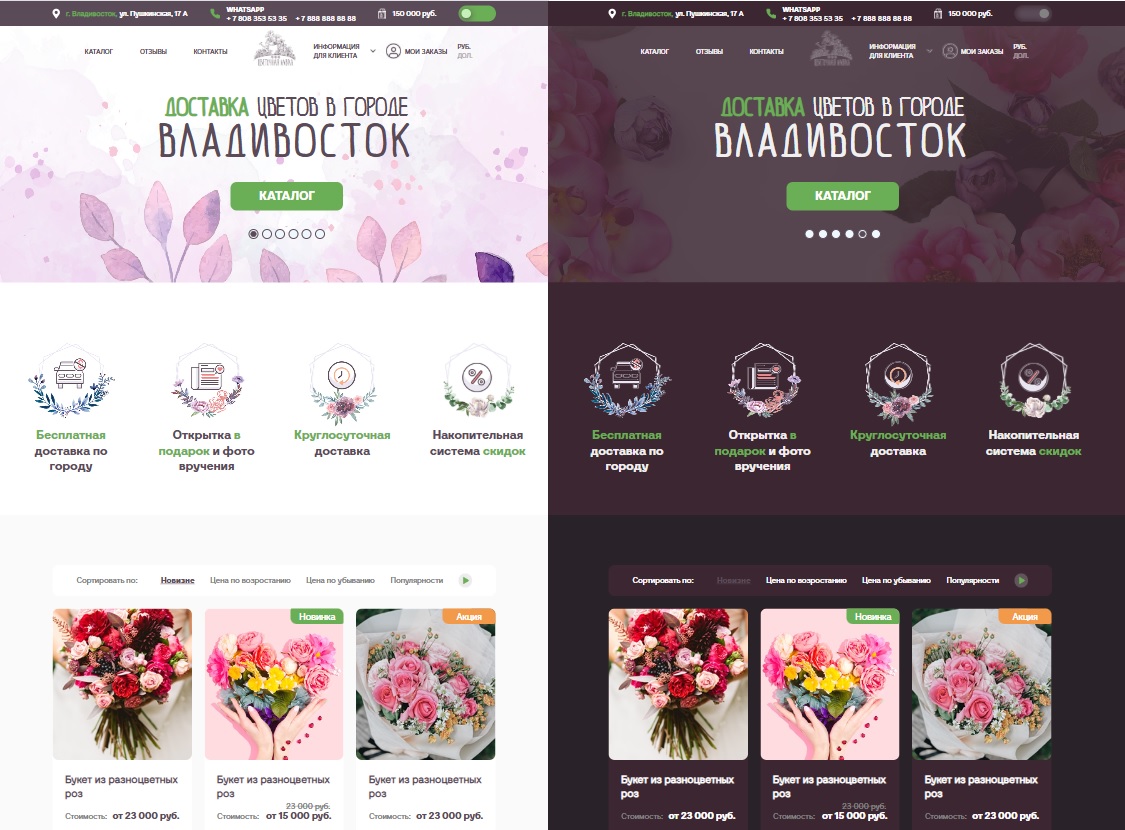 г. Владивосток, ул. Пушкинская, 17 А
WHATSAPP
+ 7 808 353 53 35 + 7 888 888 88 88
150 000 руб.
КАТАЛОГ ОТЗЫВЫ КОНТАКТЫ
ИНФОРМАЦИЯ
ДЛЯ КЛИЕНТА
МОИ ЗАКАЗЫ
РУБ.
ДОЛ.
ДОСТАВКА ЦВЕТОВ В ГОРОДЕ
ВЛАДИВОСТОК
КАТАЛОГ
Бесплатная
доставка по
городу
Открытка в
подарок и фото
вручения
Круглосуточная
доставка
Накопительная
система скидок
Сортировать по: Новизне Цена по возростанию Цена по убыванию Популярности
Новинка
Акция
Букет из разноцветных
роз
Стоимость: от 23 000 руб.
Букет из разноцветных
роз
23 000 руб.
Стоимость: от 15 000 руб.
Букет из разноцветных
роз
Стоимость: от 23 000 руб.
г. Владивосток, ул. Пушкинская, 17 А
WHATSAPP
+ 7 808 353 53 35 + 7 888 888 88 88
150 000 руб.
КАТАЛОГ ОТЗЫВЫ КОНТАКТЫ
ИНФОРМАЦИЯ
ДЛЯ КЛИЕНТА
МОИ ЗАКАЗЫ
РУБ.
ДОЛ.
ДОСТАВКА ЦВЕТОВ В ГОРОДЕ
ВЛАДИВОСТОК
КАТАЛОГ
Бесплатная
доставка по
городу
Открытка в
подарок и фото
вручения
Круглосуточная
доставка
Накопительная
система скидок
Сортировать по: Новизне Цена по возростанию Цена по убыванию Популярности
Новинка
Акция
Букет из разноцветных
роз
Стоимость: от 23 000 руб.
Букет из разноцветных
роз
23 000 руб.
Стоимость: от 15 000 руб.
Букет из разноцветных
роз
Стоимость: от 23 000 руб.